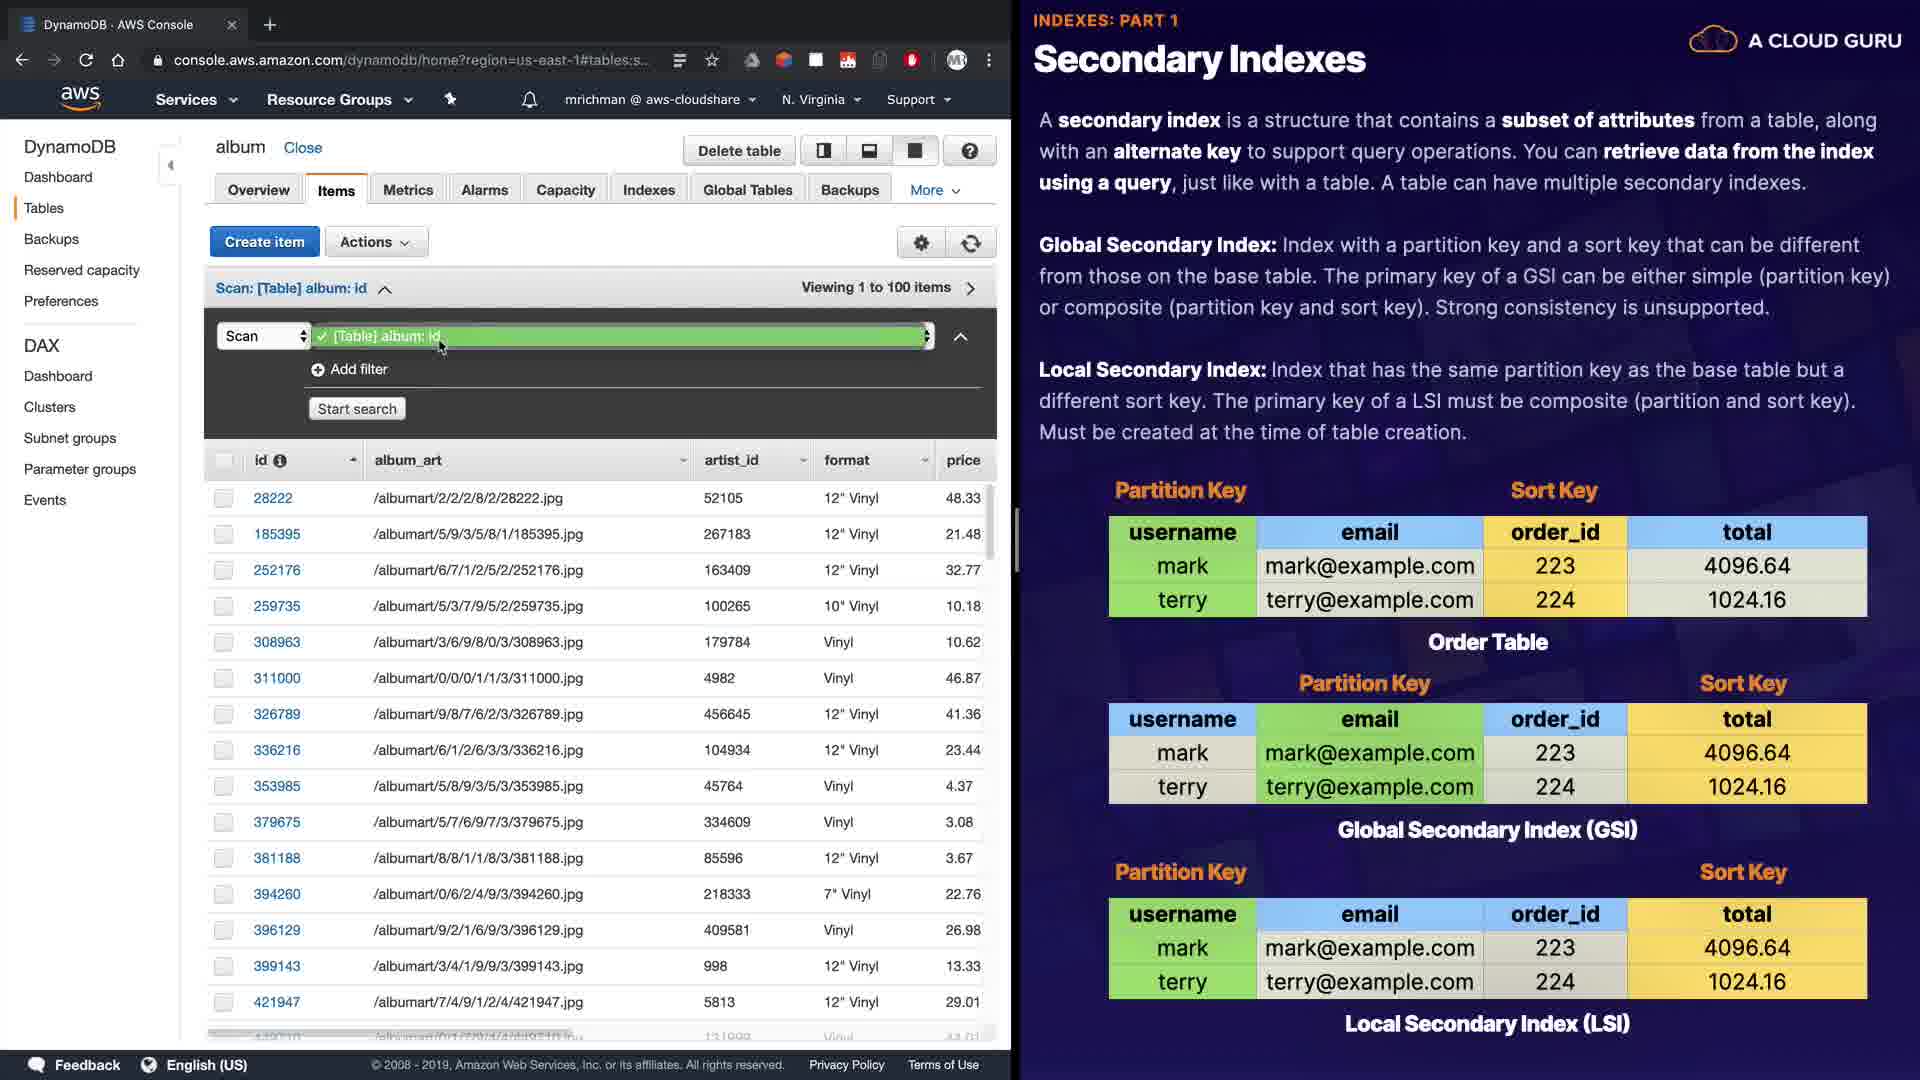 DynamoDB · AWS Console
console.aws.amazon.com/dynamodb/home?region=us-east-1#tables:s...
aws
Services
Resource Groups
mrichman @ aws-cloudshare
N. Virginia
Support
DynamoDB
Dashboard
Tables
Backups
Reserved capacity
Preferences
DAX
Dashboard
Clusters
Subnet groups
Parameter groups
Events
album Close
Delete table
Overview Items Metrics Alarms Capacity Indexes Global Tables Backups More
Create item Actions
Scan: [Table] album: id Viewing 1 to 100 items
Scan [Table] album: id
Add filter
Start search
id album_art artist_id format price
28222 /albumart/2/2/2/8/2/28222.jpg 52105 12" Vinyl 48.33
185395 /albumart/5/9/3/5/8/1/185395.jpg 267183 12" Vinyl 21.48
252176 /albumart/6/7/1/2/5/2/252176.jpg 163409 12" Vinyl 32.77
259735 /albumart/5/3/7/9/5/2/259735.jpg 100265 10" Vinyl 10.18
308963 /albumart/3/6/9/8/0/3/308963.jpg 179784 Vinyl 10.62
311000 /albumart/0/0/0/1/1/3/311000.jpg 4982 Vinyl 46.87
326789 /albumart/9/8/7/6/2/3/326789.jpg 456645 12" Vinyl 41.36
336216 /albumart/6/1/2/6/3/3/336216.jpg 104934 12" Vinyl 23.44
353985 /albumart/5/8/9/3/5/3/353985.jpg 45764 Vinyl 4.37
379675 /albumart/5/7/6/9/7/3/379675.jpg 334609 Vinyl 3.08
381188 /albumart/8/8/1/1/8/3/381188.jpg 85596 12" Vinyl 3.67
394260 /albumart/0/6/2/4/9/3/394260.jpg 218333 7" Vinyl 22.76
396129 /albumart/9/2/1/6/9/3/396129.jpg 409581 Vinyl 26.98
399143 /albumart/3/4/1/9/9/3/399143.jpg 998 12" Vinyl 13.33
421947 /albumart/7/4/9/1/2/4/421947.jpg 5813 12" Vinyl 29.01
Feedback English (US) © 2008 - 2019, Amazon Web Services, Inc. or its affiliates. All rights reserved. Privacy Policy Terms of Use
INDEXES: PART 1
Secondary Indexes
A CLOUD GURU
A secondary index is a structure that contains a subset of attributes from a table, along
with an alternate key to support query operations. You can retrieve data from the index
using a query, just like with a table. A table can have multiple secondary indexes.
Global Secondary Index: Index with a partition key and a sort key that can be different
from those on the base table. The primary key of a GSI can be either simple (partition key)
or composite (partition key and sort key). Strong consistency is unsupported.
Local Secondary Index: Index that has the same partition key as the base table but a
different sort key. The primary key of a LSI must be composite (partition and sort key).
Must be created at the time of table creation.
Partition Key Sort Key
username email order_id total
mark mark@example.com 223 4096.64
terry terry@example.com 224 1024.16
Order Table
Partition Key Sort Key
username email order_id total
mark mark@example.com 223 4096.64
terry terry@example.com 224 1024.16
Global Secondary Index (GSI)
Partition Key Sort Key
username email order_id total
mark mark@example.com 223 4096.64
terry terry@example.com 224 1024.16
Local Secondary Index (LSI)